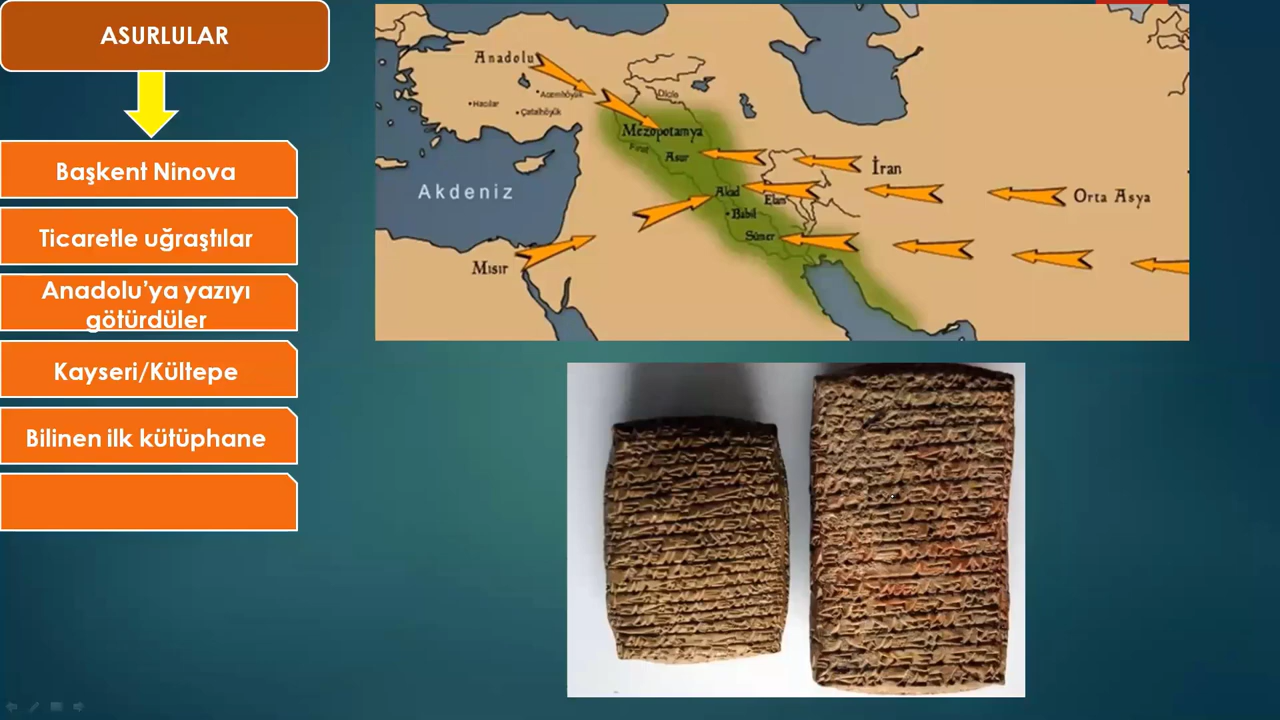 ASURLULAR
Başkent Ninova
Ticaretle uğraştılar
Anadolu’ya yazıyı
götürdüler
Kayseri/Kültepe
Bilinen ilk kütüphane
Anadolu
Acemhöyük
Hacılar
Çatalhöyük
Dicle
Mezopotamya
Fırat
Asur
İran
Akdeniz
Akad
Elam
Orta Asya
Babil
Sümer
Mısır